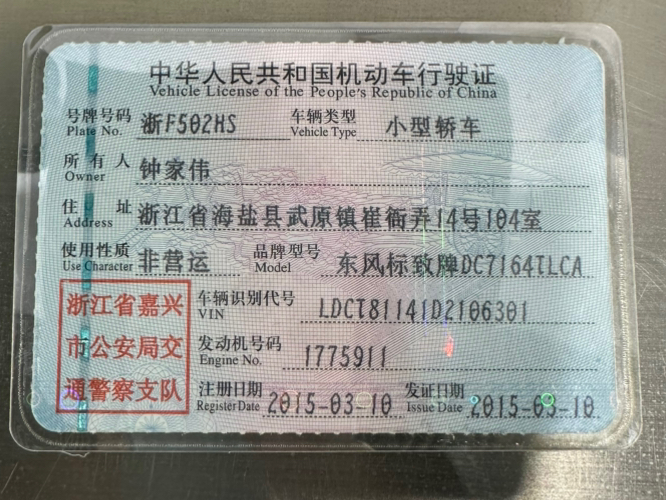 中华人民共和国机动车行驶证
Vehicle License of the People's Republic of China
号牌号码 浙F502HS 车辆类型 小型轿车
Plate No. Vehicle Type
所有人 钟家伟
Owner
住址 浙江省海盐县武原镇崔衙弄14号104室
Address
使用性质 非营运 品牌型号 东风标致牌DC7164TLCA
Use Character Model
浙江省嘉兴
市公安局交
通警察支队
车辆识别代号 LDCT81141D2106301
VIN
发动机号码 1775911
Engine No.
注册日期 2015-03-10 发证日期 2015-03-10
Register Date Issue Date